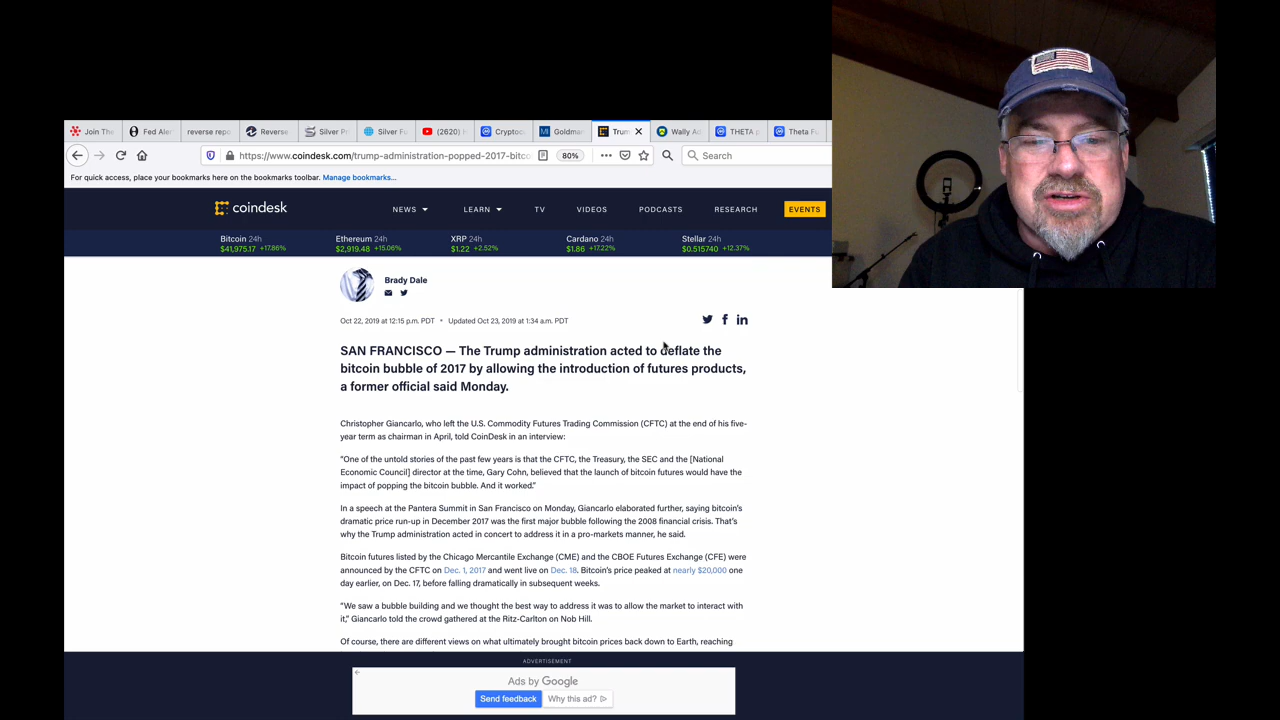 Join The
Fed Aler
reverse repo
Reverse
Silver Pr
Silver Fu
(2620)
Cryptoc
Goldman
Trum
Wally Ad
THETA p
Theta Fu
https://www.coindesk.com/trump-administration-popped-2017-bitco
80%
Search
For quick access, place your bookmarks here on the bookmarks toolbar. Manage bookmarks...
coindesk
NEWS
LEARN
TV
VIDEOS
PODCASTS
RESEARCH
EVENTS
Bitcoin 24h
$41,975.17 +17.86%
Ethereum 24h
$2,919.48 +15.06%
XRP 24h
$1.22 +2.52%
Cardano 24h
$1.86 +17.22%
Stellar 24h
$0.515740 +12.37%
Brady Dale
Oct 22, 2019 at 12:15 p.m. PDT • Updated Oct 23, 2019 at 1:34 a.m. PDT
SAN FRANCISCO — The Trump administration acted to deflate the
bitcoin bubble of 2017 by allowing the introduction of futures products,
a former official said Monday.
Christopher Giancarlo, who left the U.S. Commodity Futures Trading Commission (CFTC) at the end of his five-
year term as chairman in April, told CoinDesk in an interview:
“One of the untold stories of the past few years is that the CFTC, the Treasury, the SEC and the [National
Economic Council] director at the time, Gary Cohn, believed that the launch of bitcoin futures would have the
impact of popping the bitcoin bubble. And it worked.”
In a speech at the Pantera Summit in San Francisco on Monday, Giancarlo elaborated further, saying bitcoin’s
dramatic price run-up in December 2017 was the first major bubble following the 2008 financial crisis. That’s
why the Trump administration acted in concert to address it in a pro-markets manner, he said.
Bitcoin futures listed by the Chicago Mercantile Exchange (CME) and the CBOE Futures Exchange (CFE) were
announced by the CFTC on Dec. 1, 2017 and went live on Dec. 18. Bitcoin’s price peaked at nearly $20,000 one
day earlier, on Dec. 17, before falling dramatically in subsequent weeks.
“We saw a bubble building and we thought the best way to address it was to allow the market to interact with
it,” Giancarlo told the crowd gathered at the Ritz-Carlton on Nob Hill.
Of course, there are different views on what ultimately brought bitcoin prices back down to Earth, reaching
ADVERTISEMENT
Ads by Google
Send feedback
Why this ad?